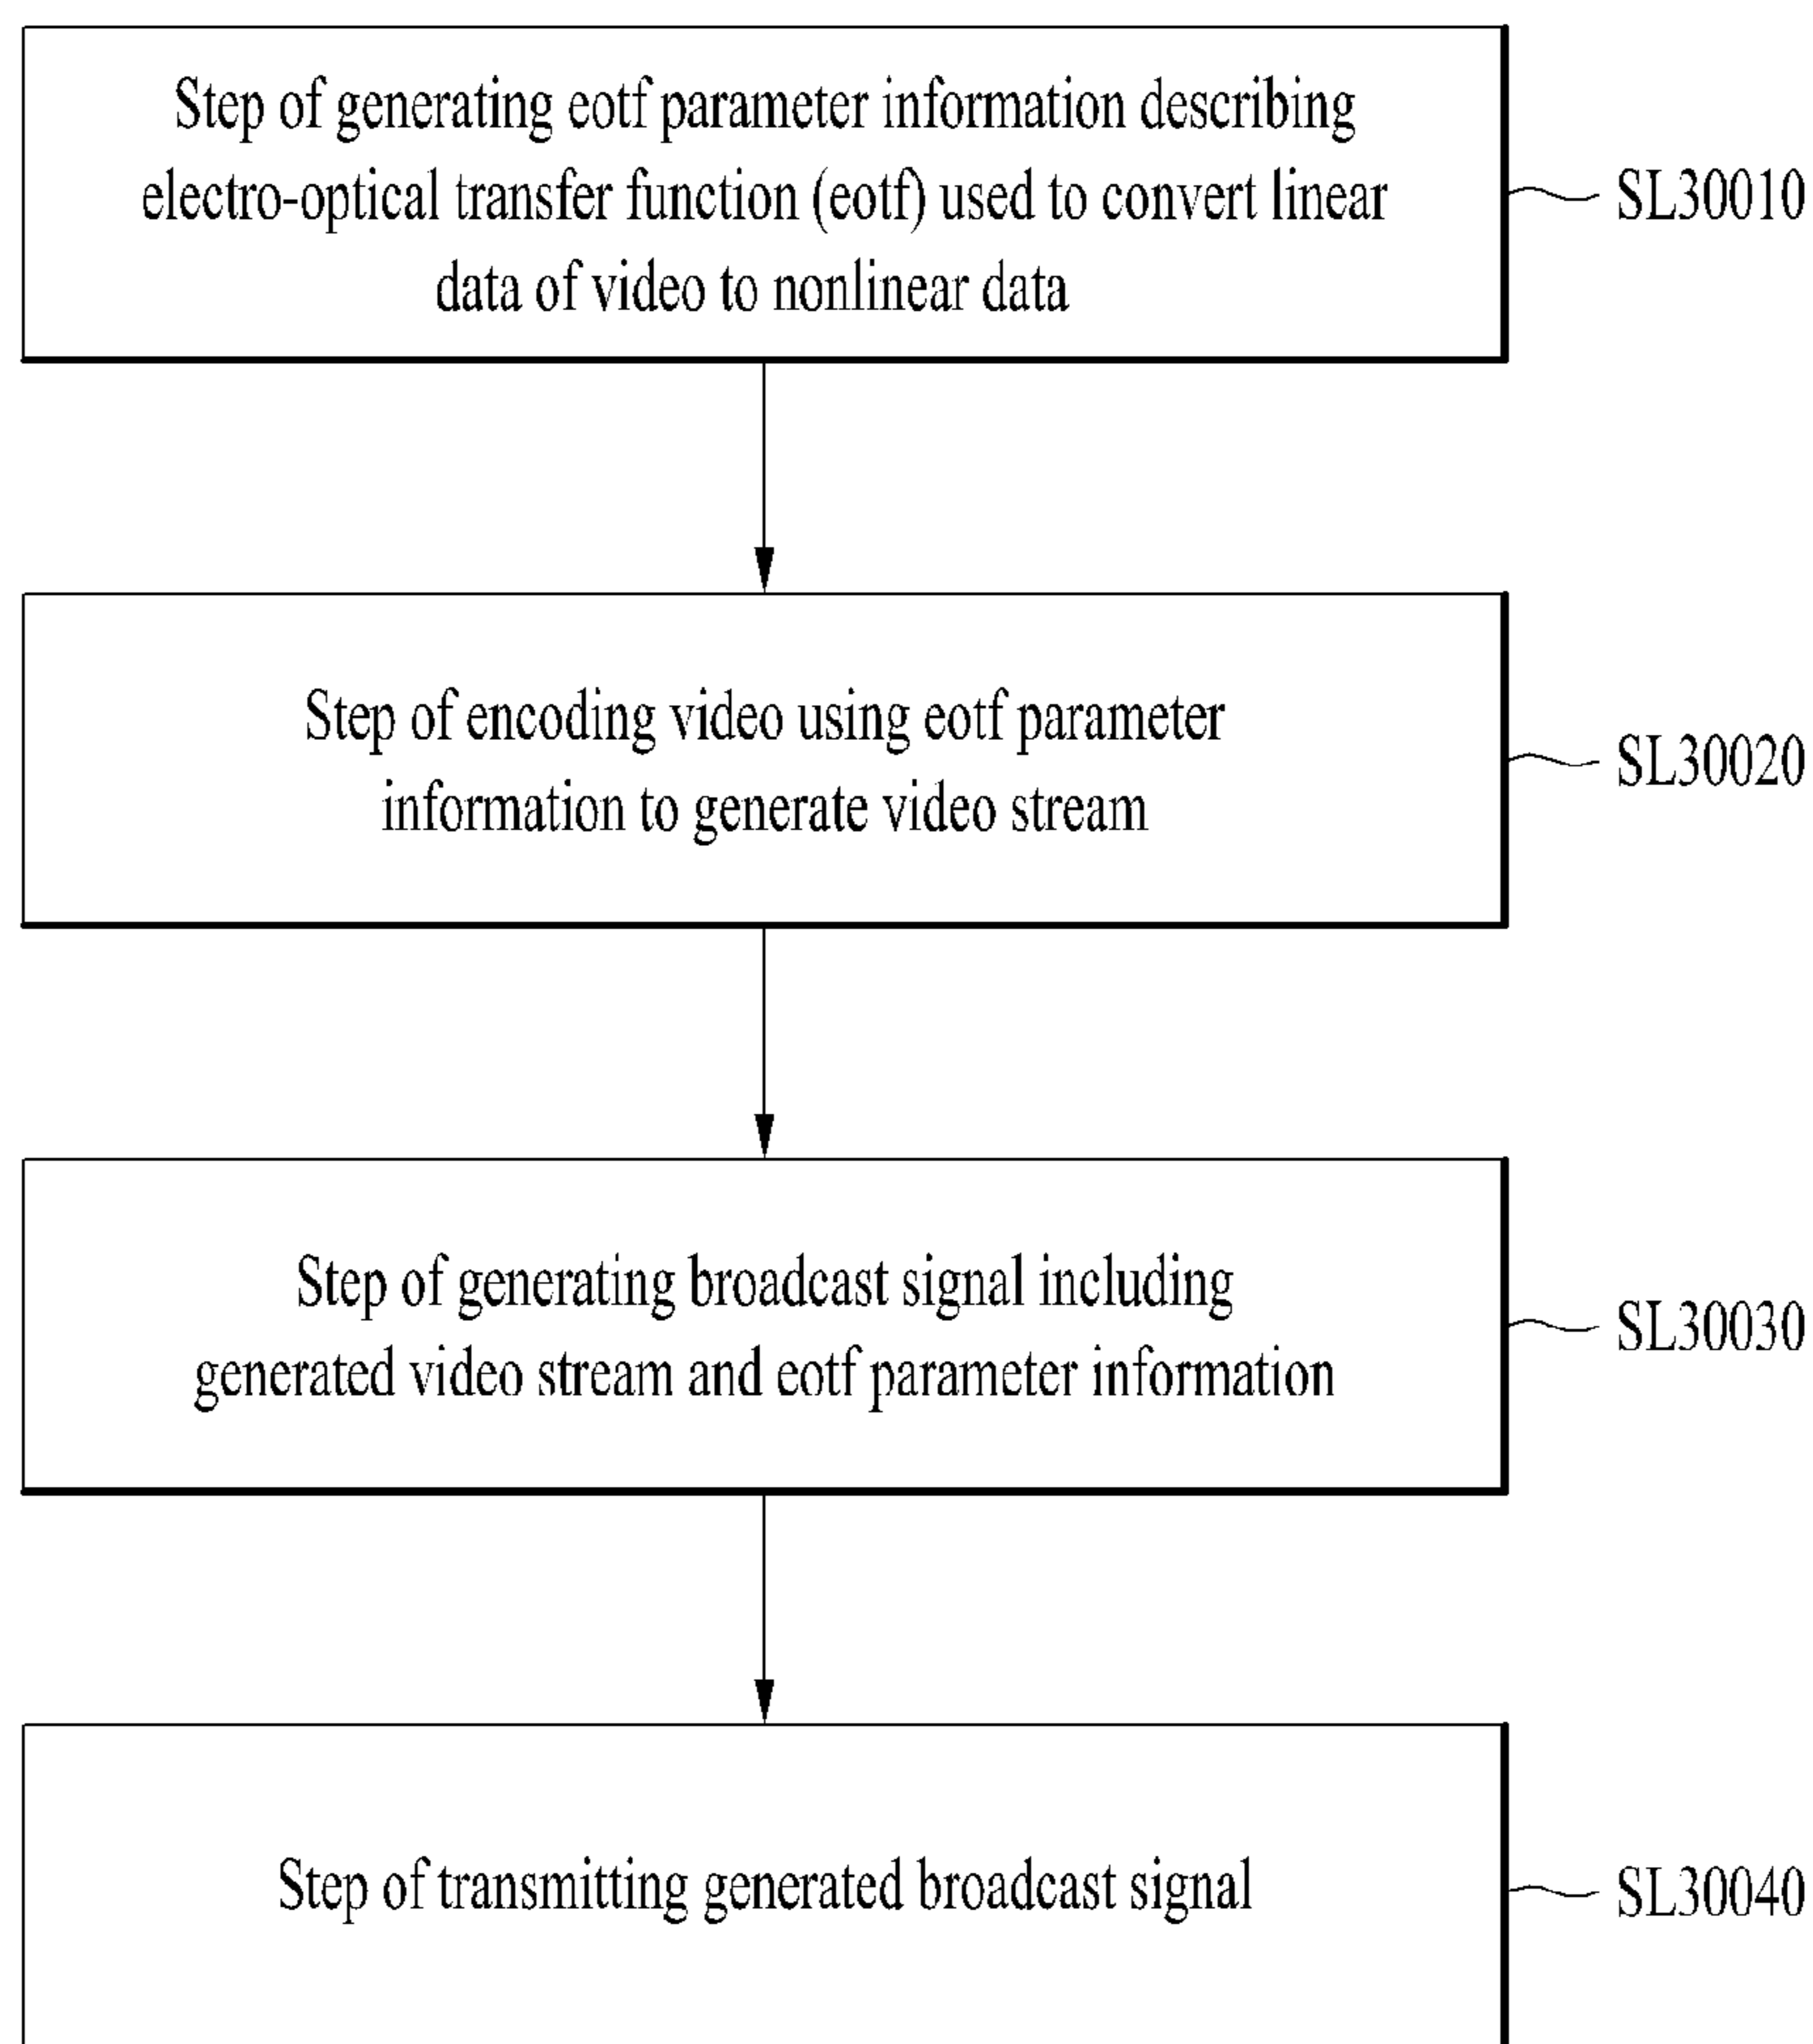 Step of generating eotf parameter information describing
electro-optical transfer function (eotf) used to convert linear
data of video to nonlinear data
SL30010
Step of encoding video using eotf parameter
information to generate video stream
SL30020
Step of generating broadcast signal including
generated video stream and eotf parameter information
SL30030
Step of transmitting generated broadcast signal
SL30040